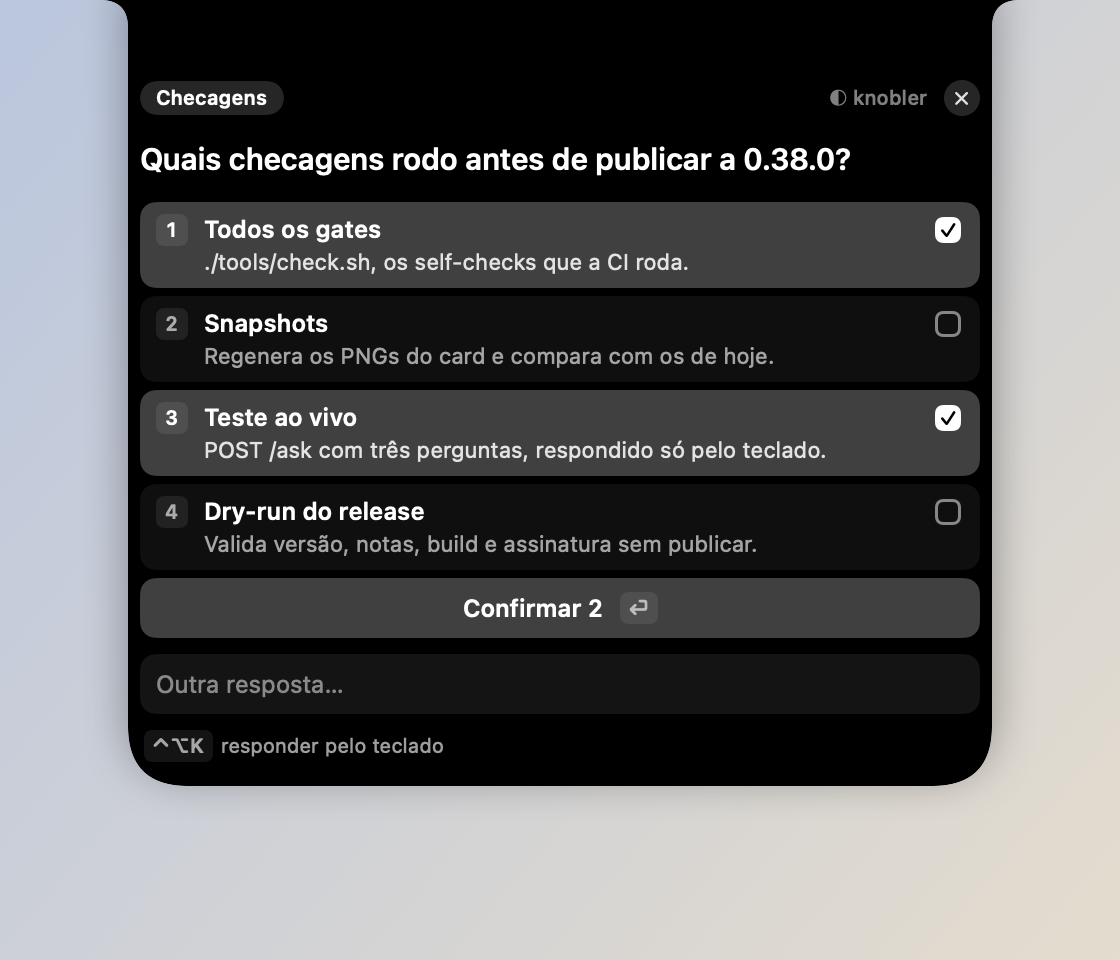 Checagens
knobler
Quais checagens rodo antes de publicar a 0.38.0?
1 Todos os gates
./tools/check.sh, os self-checks que a CI roda.
2 Snapshots
Regenera os PNGs do card e compara com os de hoje.
3 Teste ao vivo
POST /ask com três perguntas, respondido só pelo teclado.
4 Dry-run do release
Valida versão, notas, build e assinatura sem publicar.
Confirmar 2
Outra resposta...
⌃⌥K responder pelo teclado